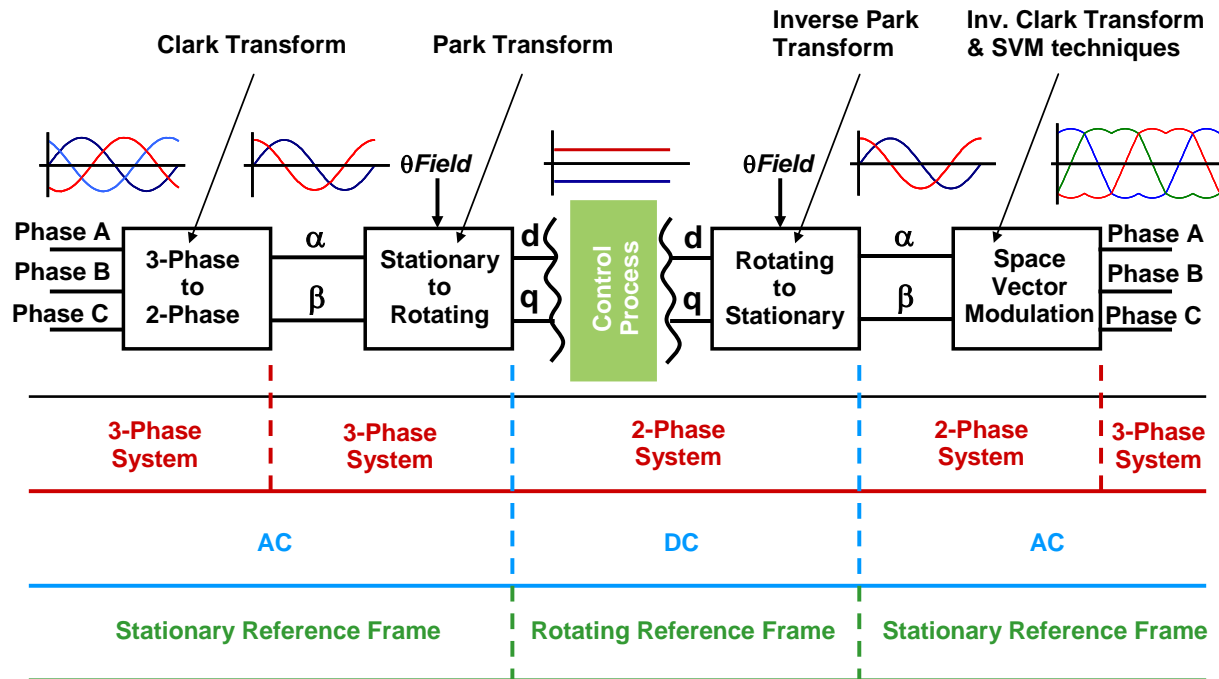 Clark Transform
Park Transform
Inverse Park
Transform
Inv. Clark Transform
& SVM techniques
θField
θField
Phase A
Phase B
Phase C
3-Phase
to
2-Phase
α
β
Stationary
to
Rotating
d
q
Control
Process
d
q
Rotating
to
Stationary
α
β
Space
Vector
Modulation
Phase A
Phase B
Phase C
3-Phase
System
3-Phase
System
2-Phase
System
2-Phase
System
3-Phase
System
AC
DC
AC
Stationary Reference Frame
Rotating Reference Frame
Stationary Reference Frame